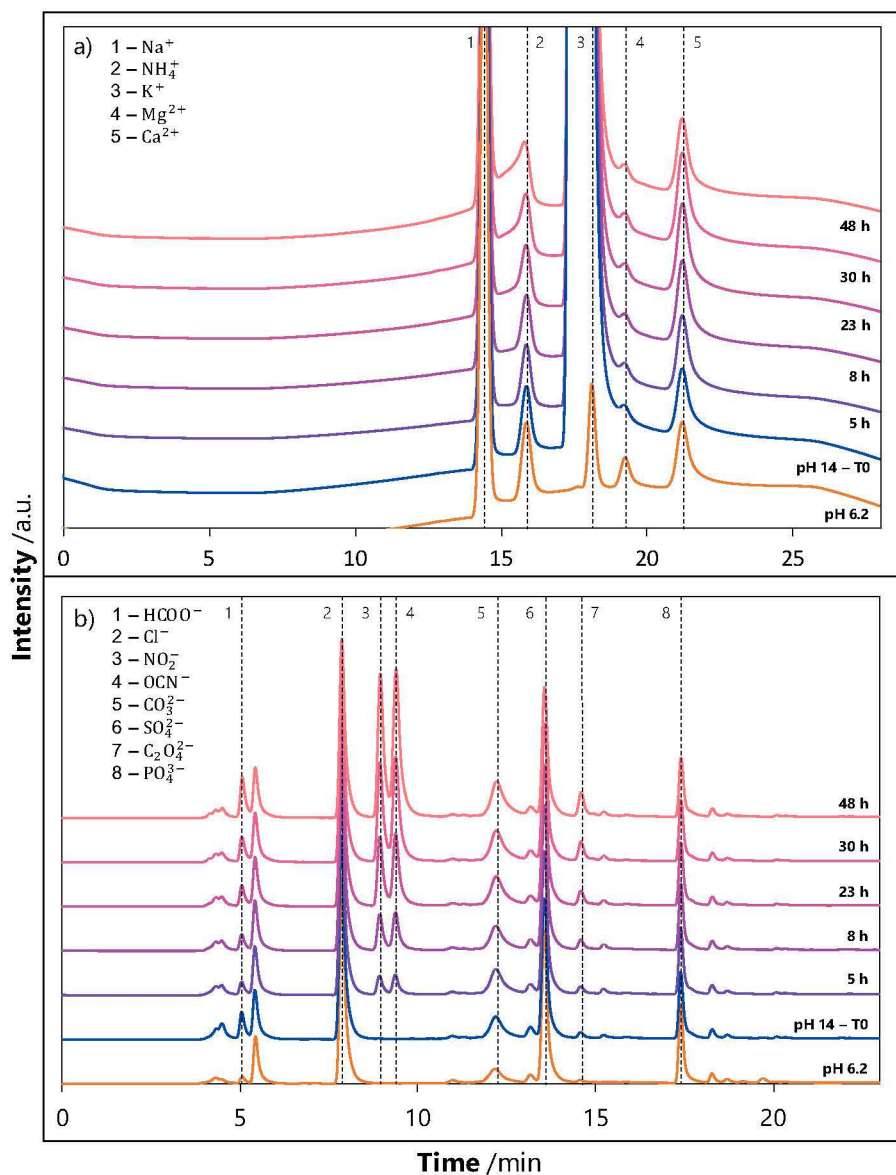 a)
1 – Na⁺
2 – NH₄⁺
3 – K⁺
4 – Mg²⁺
5 – Ca²⁺
1 2 3 4 5
48 h
30 h
23 h
8 h
5 h
pH 14 – T0
pH 6.2
0 5 10 15 20 25
b)
1 – HCOO⁻
2 – Cl⁻
3 – NO₂⁻
4 – OCN⁻
5 – CO₃²⁻
6 – SO₄²⁻
7 – C₂O₄²⁻
8 – PO₄³⁻
1 2 3 4 5 6 7 8
48 h
30 h
23 h
8 h
5 h
pH 14 – T0
pH 6.2
0 5 10 15 20
Intensity /a.u.
Time /min